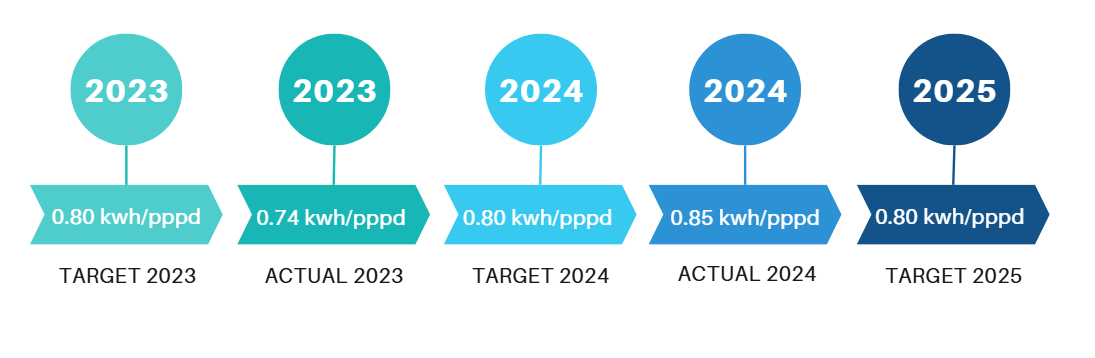 2023
2023
2024
2024
2025
0.80 kwh/pppd
0.74 kwh/pppd
0.80 kwh/pppd
0.85 kwh/pppd
0.80 kwh/pppd
TARGET 2023
ACTUAL 2023
TARGET 2024
ACTUAL 2024
TARGET 2025